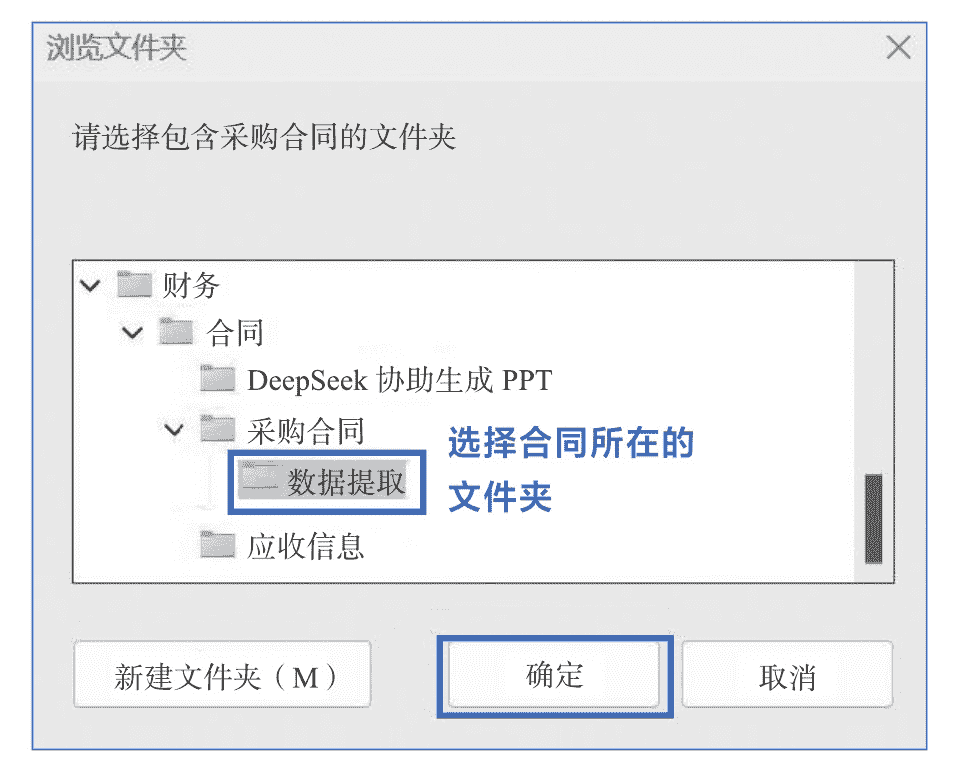 浏览文件夹
请选择包含采购合同的文件夹
财务
合同
DeepSeek 协助生成 PPT
采购合同
数据提取
选择合同所在的
文件夹
应收信息
新建文件夹（M）
确定
取消